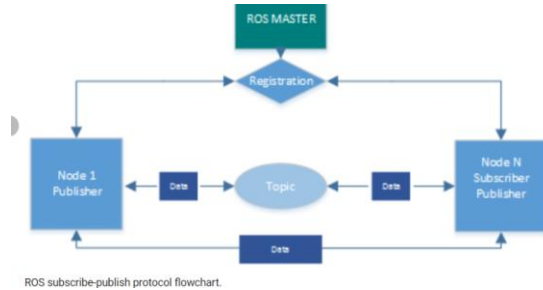 ROS MASTER
Registration
Node 1
Publisher
Data
Topic
Data
Node N
Subscriber
Publisher
Data
ROS subscribe-publish protocol flowchart.